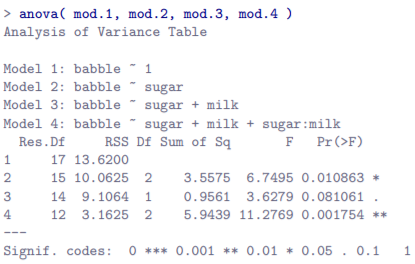 > anova( mod.1, mod.2, mod.3, mod.4 )
Analysis of Variance Table
Model 1: babble ~ 1
Model 2: babble ~ sugar
Model 3: babble ~ sugar + milk
Model 4: babble ~ sugar + milk + sugar:milk
Res.Df RSS Df Sum of Sq F Pr(>F)
1 17 13.6200
2 15 10.0625 2 3.5575 6.7495 0.010863 *
3 14 9.1064 1 0.9561 3.6279 0.081061 .
4 12 3.1625 2 5.9439 11.2769 0.001754 **
---
Signif. codes: 0 *** 0.001 ** 0.01 * 0.05 . 0.1 1